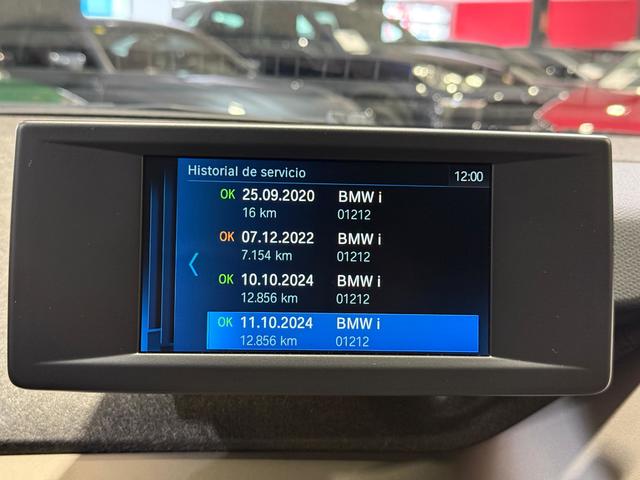 Historial de servicio 12:00
OK 25.09.2020 BMW i
16 km 01212
OK 07.12.2022 BMW i
7.154 km 01212
OK 10.10.2024 BMW i
12.856 km 01212
OK 11.10.2024 BMW i
12.856 km 01212